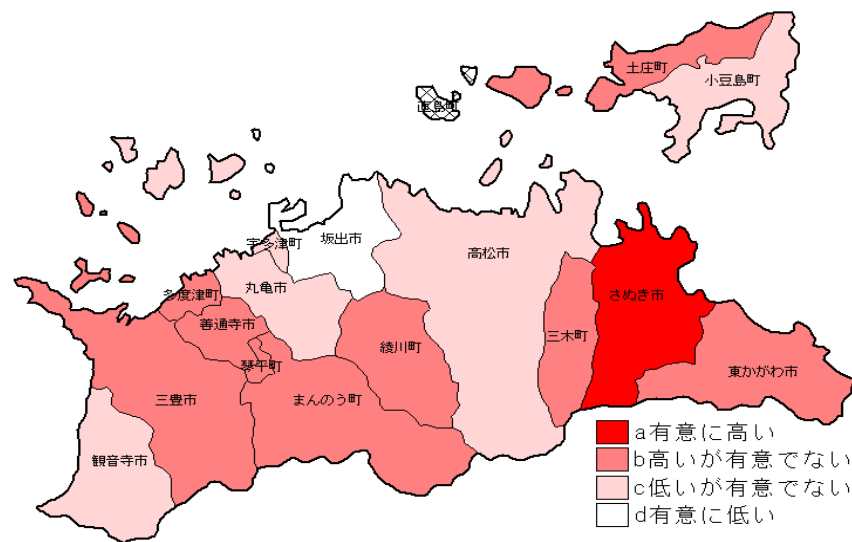 土庄町
小豆島町
直島町
宇多津町
坂出市
高松市
多度津町
丸亀市
さぬき市
善通寺市
綾川町
三木町
琴平町
東かがわ市
三豊市
まんのう町
観音寺市
a有意に高い
b高いが有意でない
c低いが有意でない
d有意に低い